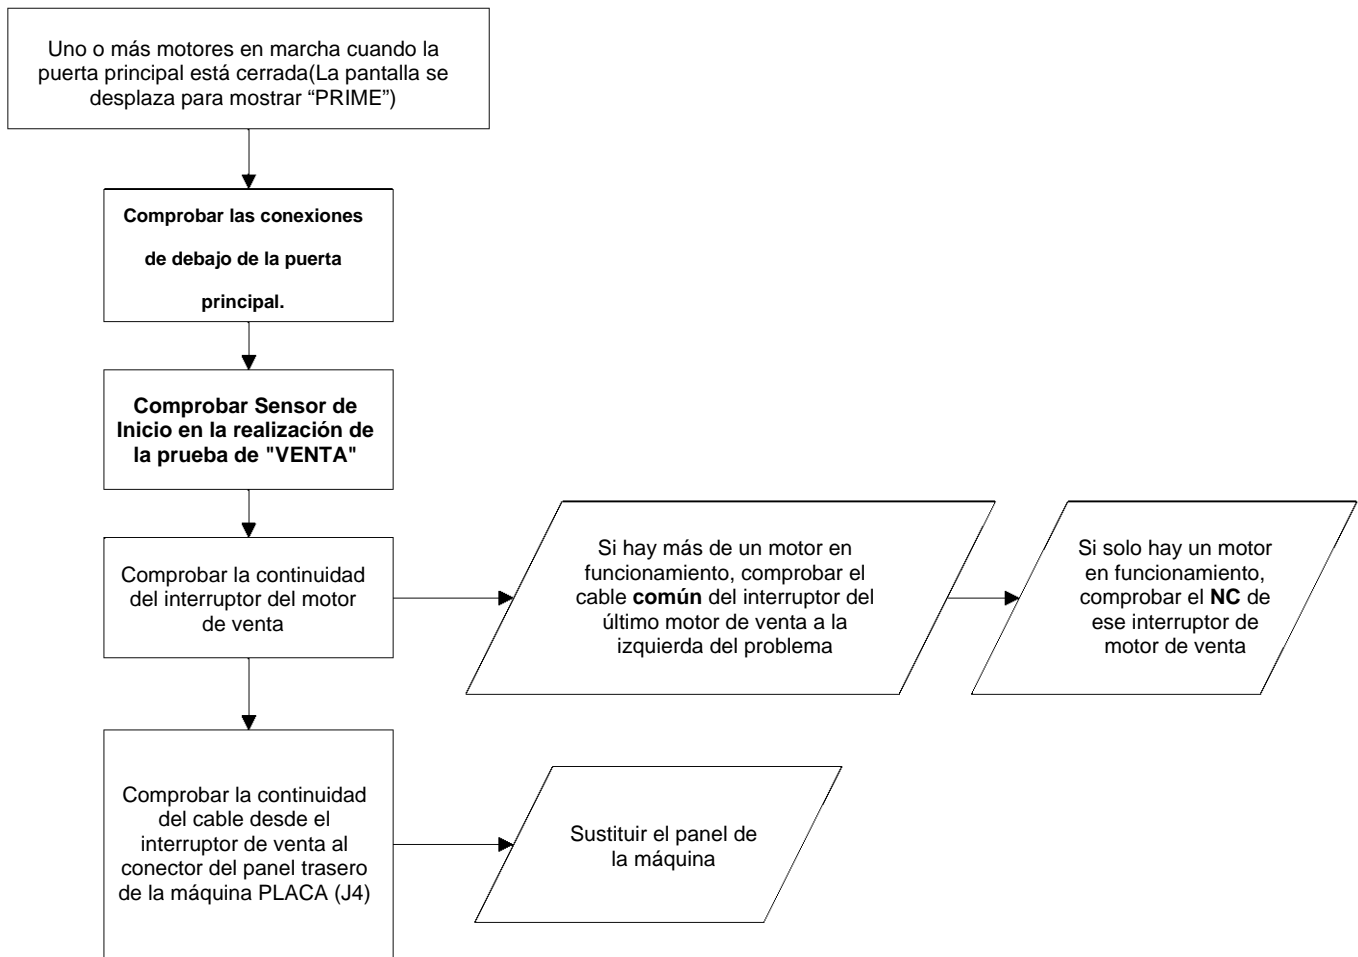 Uno o más motores en marcha cuando la
puerta principal está cerrada(La pantalla se
desplaza para mostrar “PRIME”)
Comprobar las conexiones
de debajo de la puerta
principal.
Comprobar Sensor de
Inicio en la realización de
la prueba de "VENTA"
Comprobar la continuidad
del interruptor del motor
de venta
Si hay más de un motor en
funcionamiento, comprobar el
cable común del interruptor del
último motor de venta a la
izquierda del problema
Si solo hay un motor
en funcionamiento,
comprobar el NC de
ese interruptor de
motor de venta
Comprobar la continuidad
del cable desde el
interruptor de venta al
conector del panel trasero
de la máquina PLACA (J4)
Sustituir el panel de
la máquina